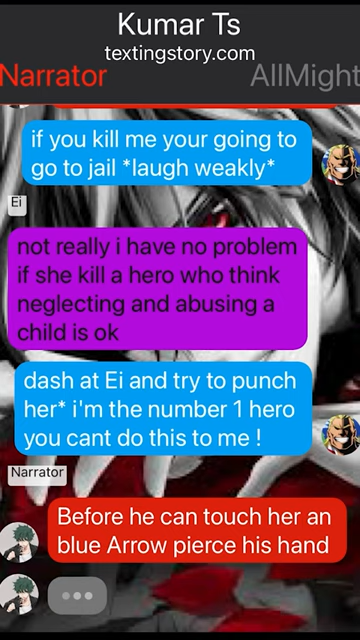 Kumar Ts
textingstory.com
Narrator AllMight
if you kill me your going to
go to jail *laugh weakly*
Ei
not really i have no problem
if she kill a hero who think
neglecting and abusing a
child is ok
dash at Ei and try to punch
her* i'm the number 1 hero
you cant do this to me !
Narrator
Before he can touch her an
blue Arrow pierce his hand